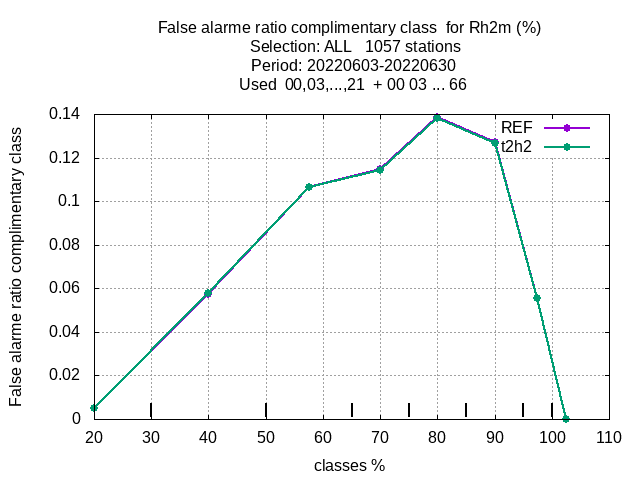 False alarme ratio complimentary class  for Rh2m (%)
Selection: ALL   1057 stations
Period: 20220603-20220630
Used  00,03,...,21  + 00 03 ... 66
False alarme ratio complimentary class
0.14
0.12
0.1
0.08
0.06
0.04
0.02
0
REF
t2h2
20 30 40 50 60 70 80 90 100 110
classes %